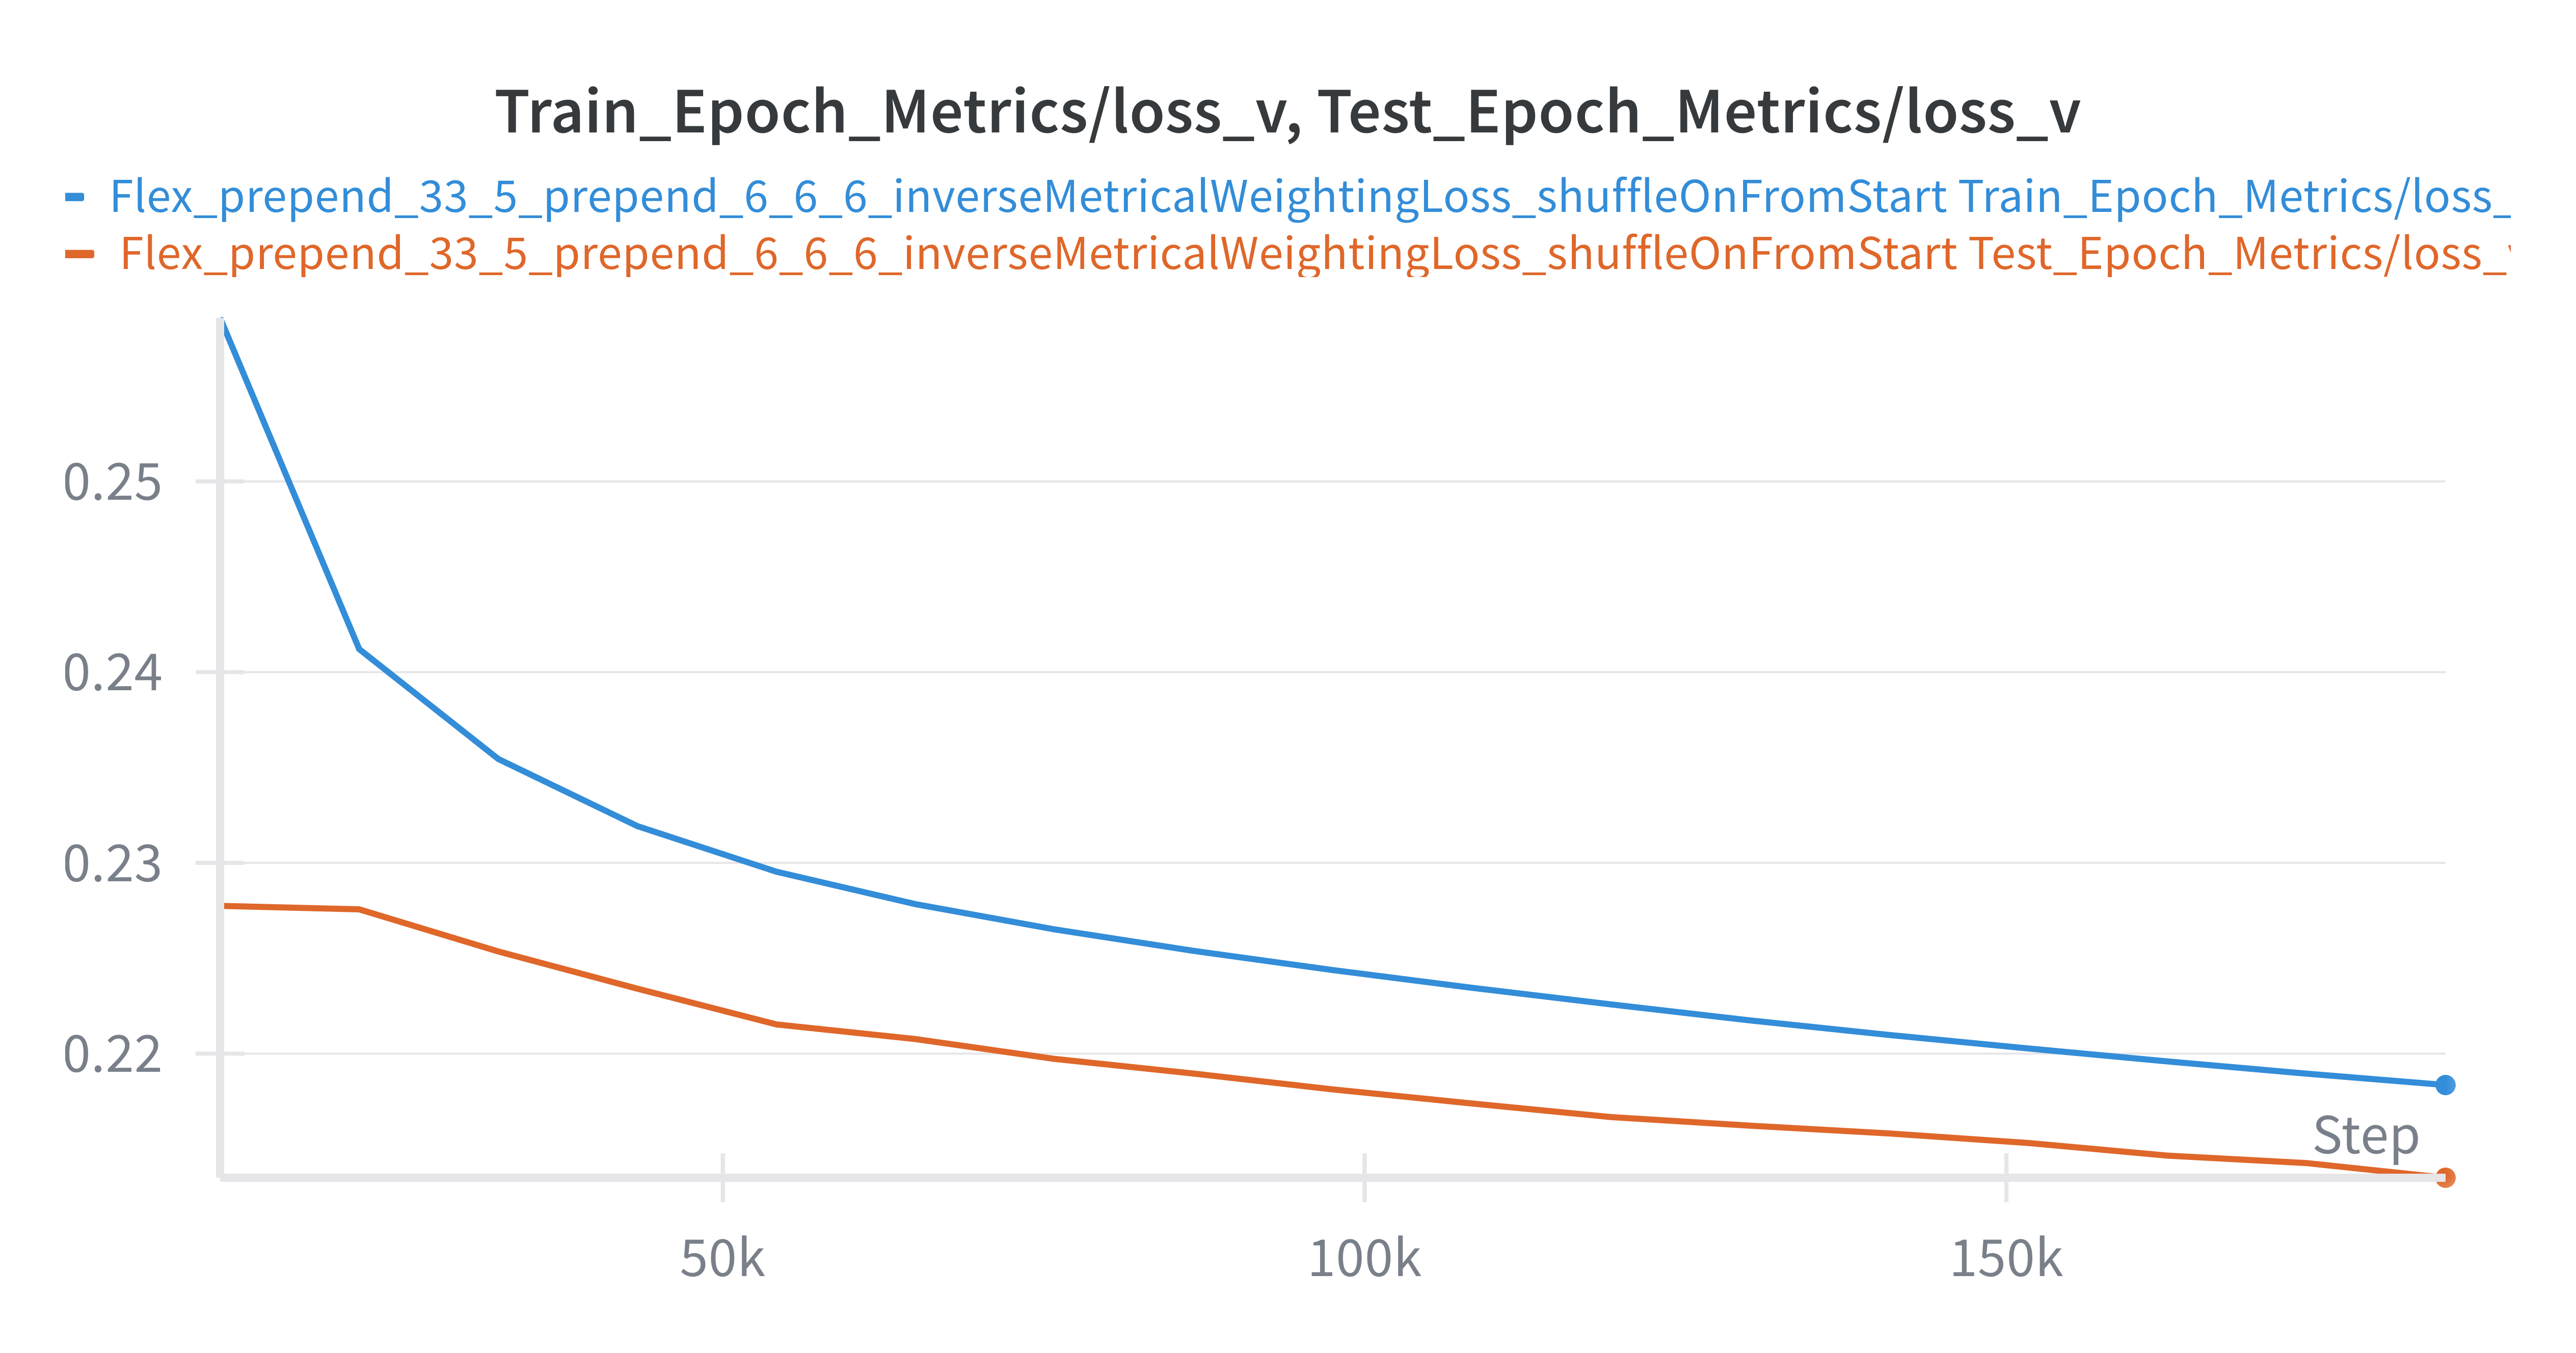 Train_Epoch_Metrics/loss_v, Test_Epoch_Metrics/loss_v
Flex_prepend_33_5_prepend_6_6_6_inverseMetricalWeightingLoss_shuffleOnFromStart Train_Epoch_Metrics/loss_
Flex_prepend_33_5_prepend_6_6_6_inverseMetricalWeightingLoss_shuffleOnFromStart Test_Epoch_Metrics/loss_v
0.25
0.24
0.23
0.22
Step
50k 100k 150k